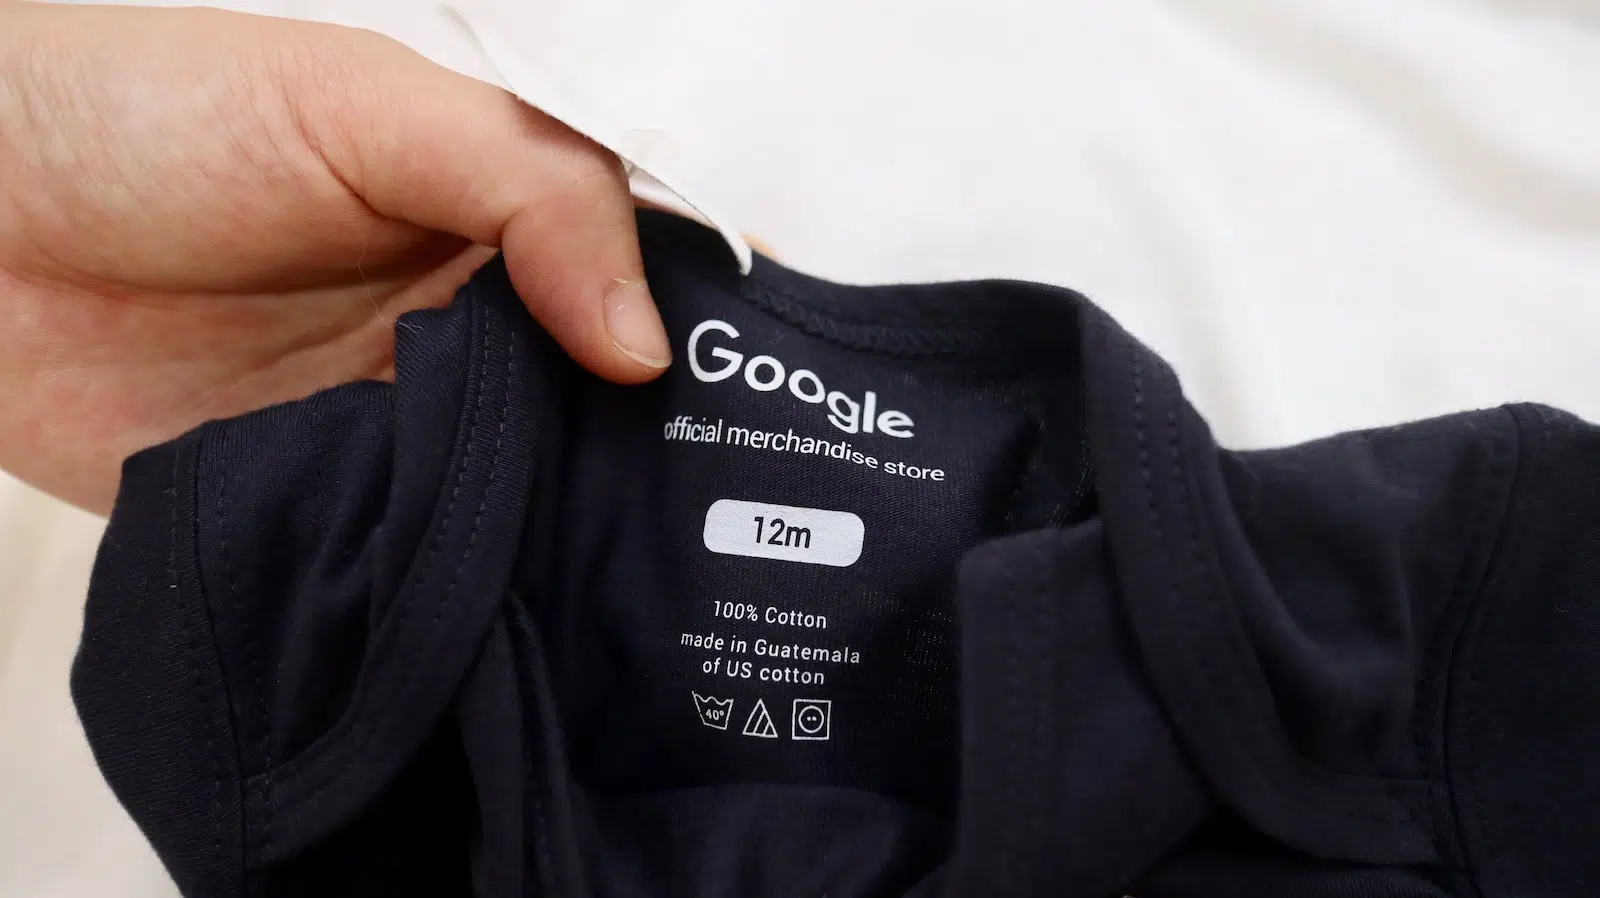 Google
official merchandise store
12m
100% Cotton
made in Guatemala
of US cotton
40°